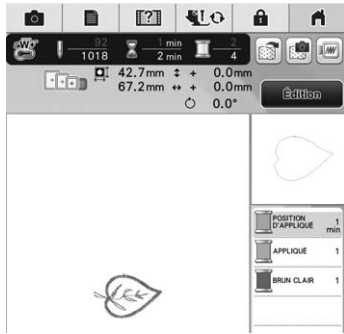 92 1 min 2
1018 2 min 4
42.7mm + 0.0mm
67.2mm + 0.0mm
0.0°
Édition
POSITION 1
D'APPLIQUÉ min
APPLIQUÉ 1
BRUN CLAIR 1